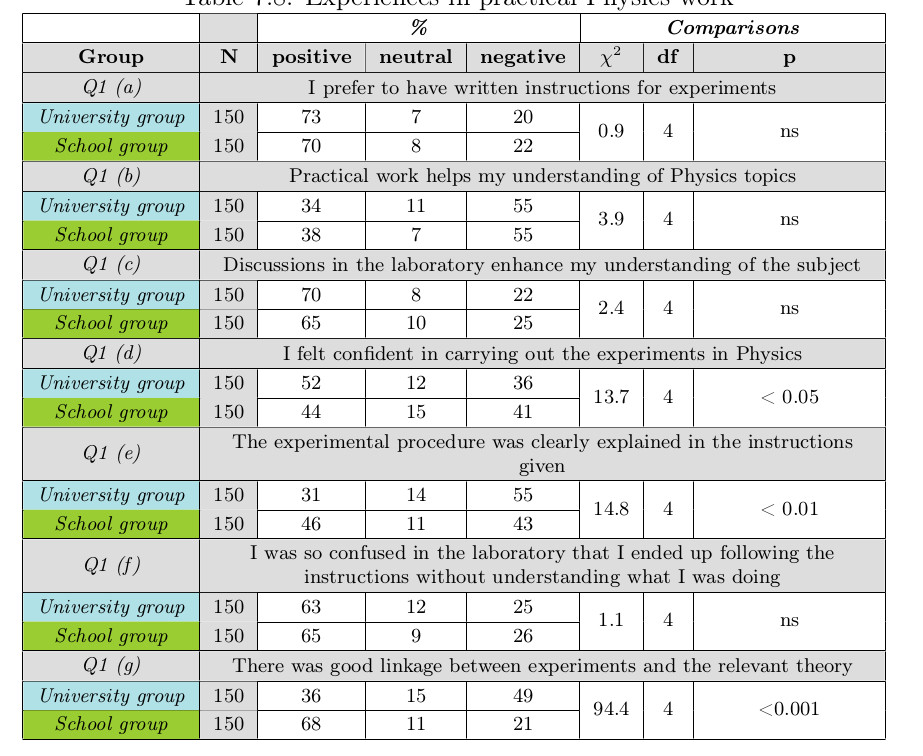 Table 7.8: Experiences in practical Physics work
% Comparisons
Group N positive neutral negative χ² df p
Q1 (a) I prefer to have written instructions for experiments
University group 150 73 7 20 0.9 4 ns
School group 150 70 8 22
Q1 (b) Practical work helps my understanding of Physics topics
University group 150 34 11 55 3.9 4 ns
School group 150 38 7 55
Q1 (c) Discussions in the laboratory enhance my understanding of the subject
University group 150 70 8 22 2.4 4 ns
School group 150 65 10 25
Q1 (d) I felt confident in carrying out the experiments in Physics
University group 150 52 12 36 13.7 4 < 0.05
School group 150 44 15 41
Q1 (e) The experimental procedure was clearly explained in the instructions
given
University group 150 31 14 55 14.8 4 < 0.01
School group 150 46 11 43
Q1 (f) I was so confused in the laboratory that I ended up following the
instructions without understanding what I was doing
University group 150 63 12 25 1.1 4 ns
School group 150 65 9 26
Q1 (g) There was good linkage between experiments and the relevant theory
University group 150 36 15 49 94.4 4 <0.001
School group 150 68 11 21